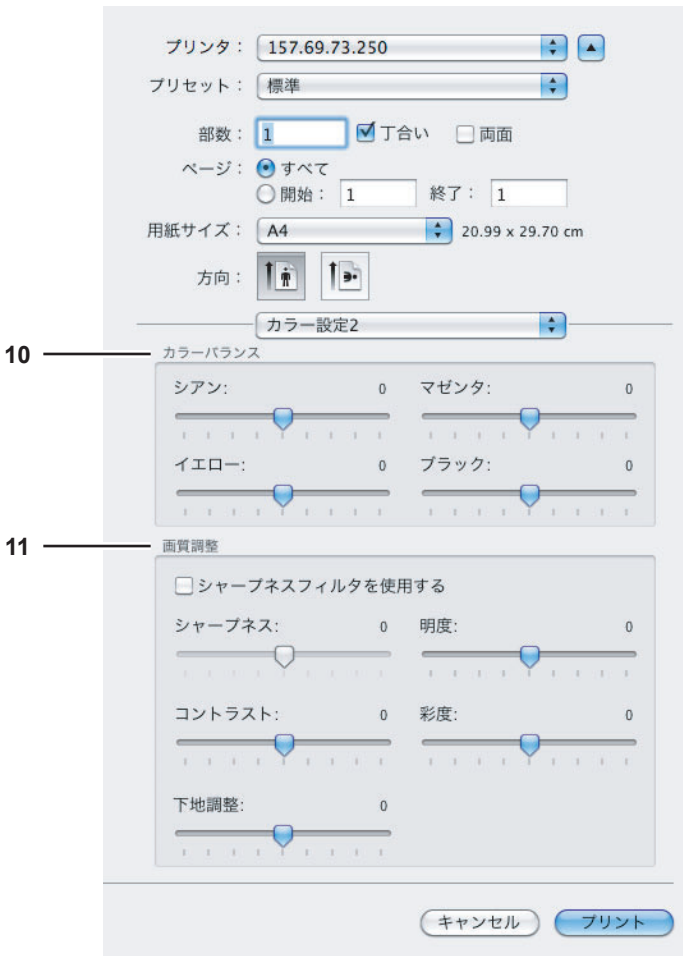 プリンタ： 157.69.73.250
プリセット： 標準
部数： 1 丁合い 両面
ページ： すべて
開始： 1 終了： 1
用紙サイズ： A4 20.99 x 29.70 cm
方向：
カラー設定2
10 カラーバランス
シアン: 0 マゼンタ: 0
イエロー: 0 ブラック: 0
11 画質調整
シャープネスフィルタを使用する
シャープネス: 0 明度: 0
コントラスト: 0 彩度: 0
下地調整: 0
キャンセル プリント